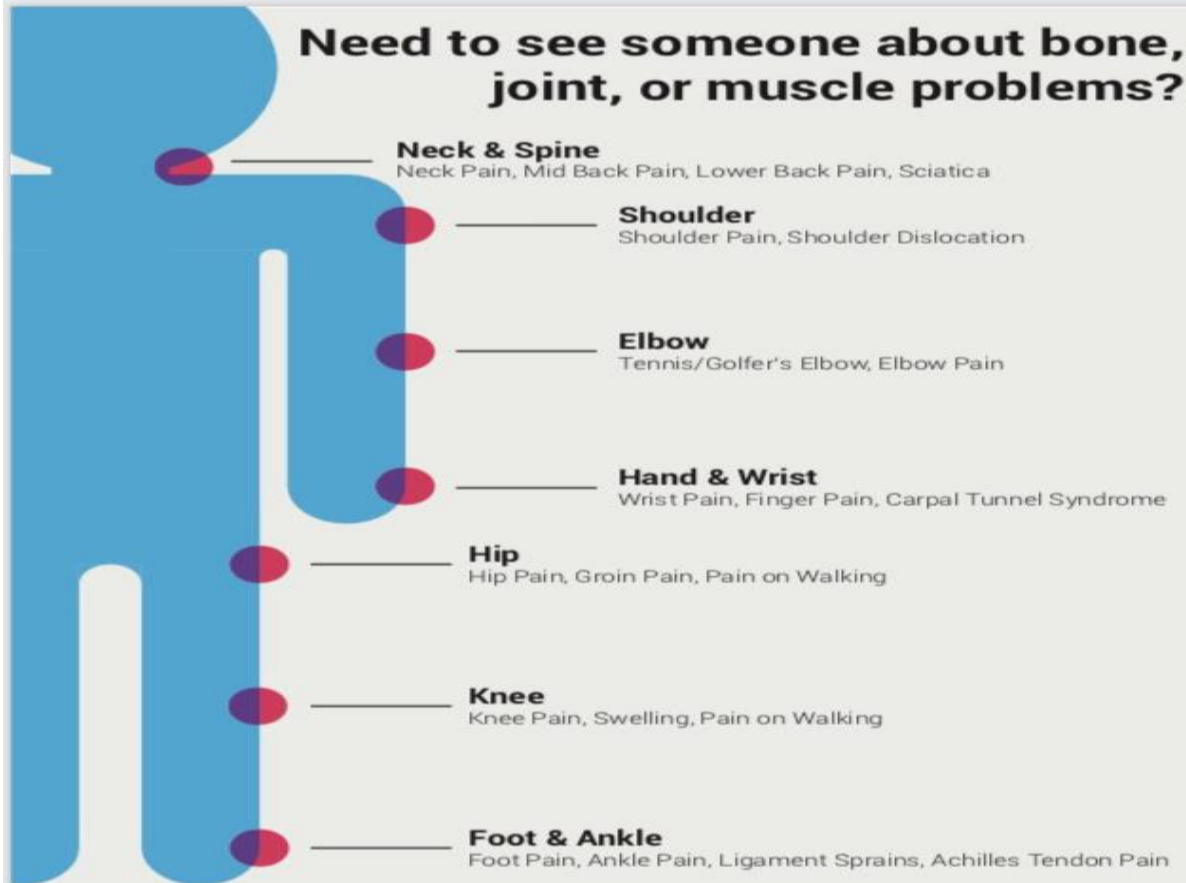 Need to see someone about bone,
joint, or muscle problems?
Neck & Spine
Neck Pain, Mid Back Pain, Lower Back Pain, Sciatica
Shoulder
Shoulder Pain, Shoulder Dislocation
Elbow
Tennis/Golfer's Elbow, Elbow Pain
Hand & Wrist
Wrist Pain, Finger Pain, Carpal Tunnel Syndrome
Hip
Hip Pain, Groin Pain, Pain on Walking
Knee
Knee Pain, Swelling, Pain on Walking
Foot & Ankle
Foot Pain, Ankle Pain, Ligament Sprains, Achilles Tendon Pain